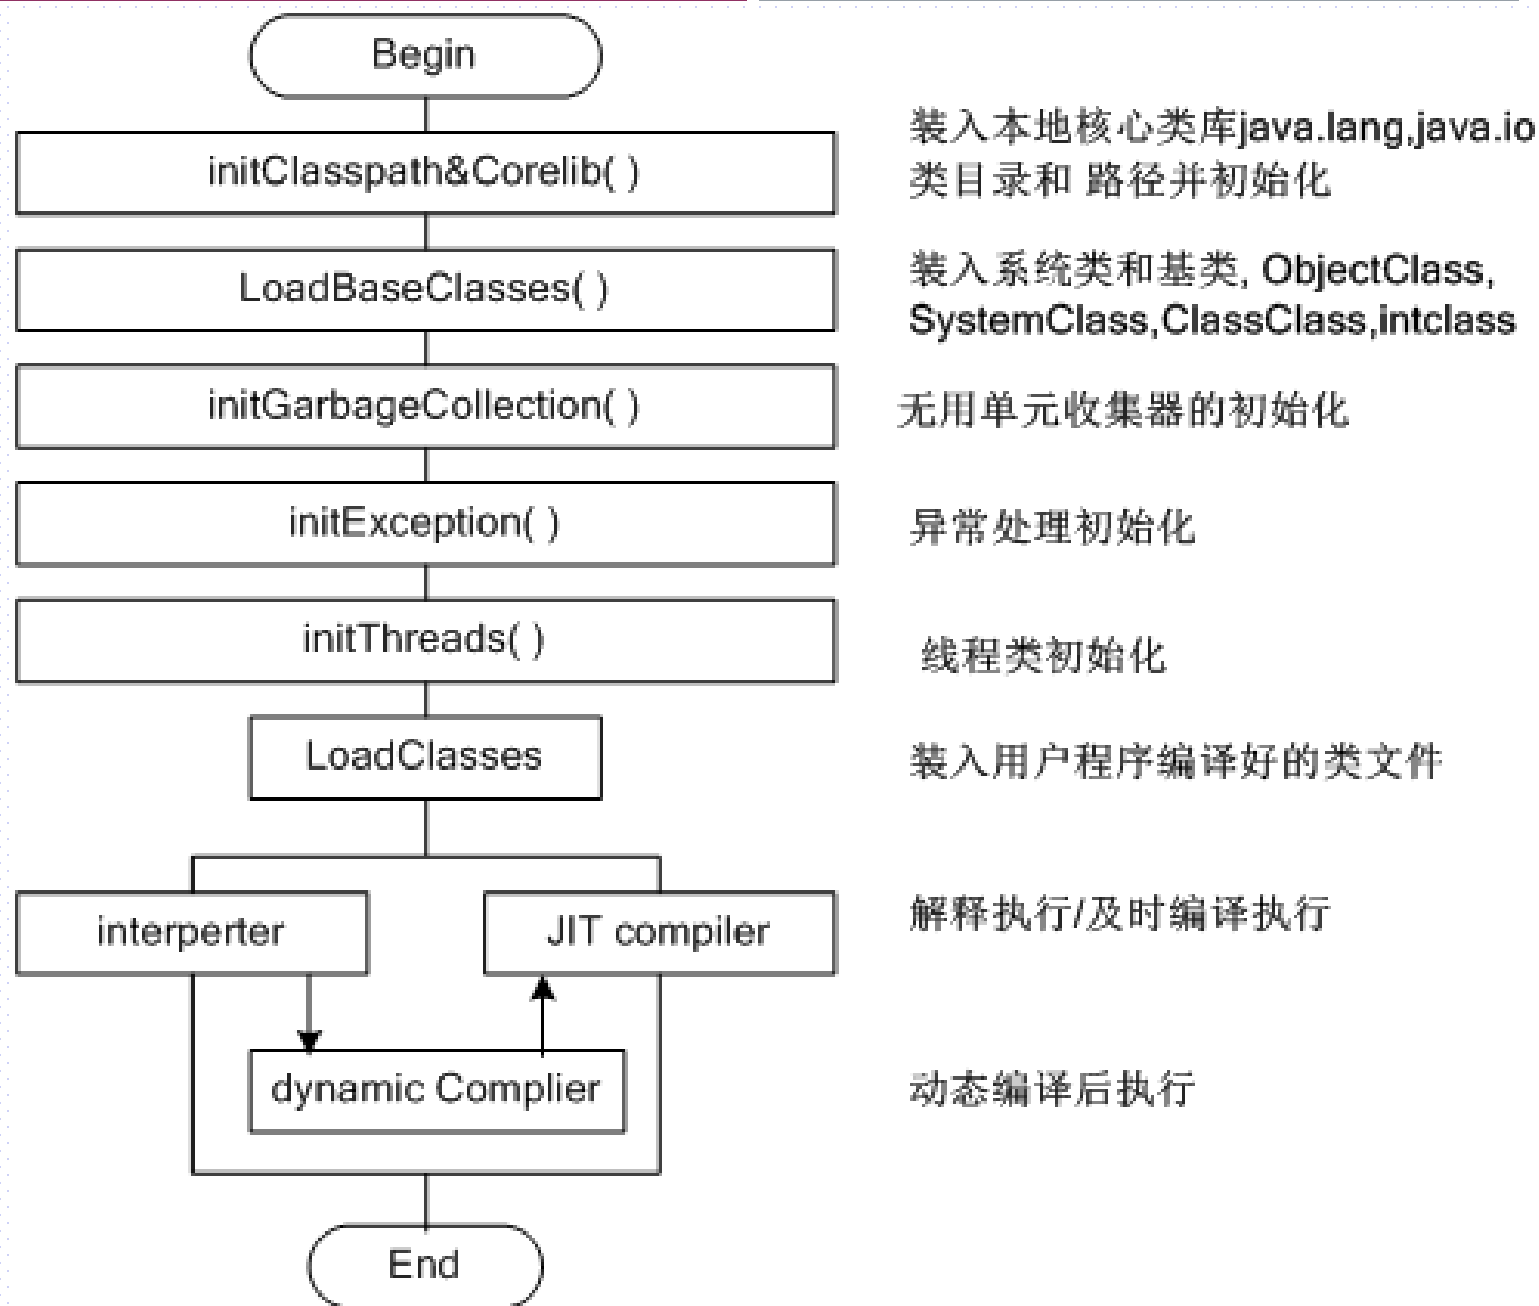 Begin
initClasspath&Corelib( )
装入本地核心类库java.lang,java.io
类目录和 路径并初始化
LoadBaseClasses( )
装入系统类和基类, ObjectClass,
SystemClass,ClassClass,intclass
initGarbageCollection( )
无用单元收集器的初始化
initException( )
异常处理初始化
initThreads( )
线程类初始化
LoadClasses
装入用户程序编译好的类文件
interperter
JIT compiler
解释执行/及时编译执行
dynamic Complier
动态编译后执行
End